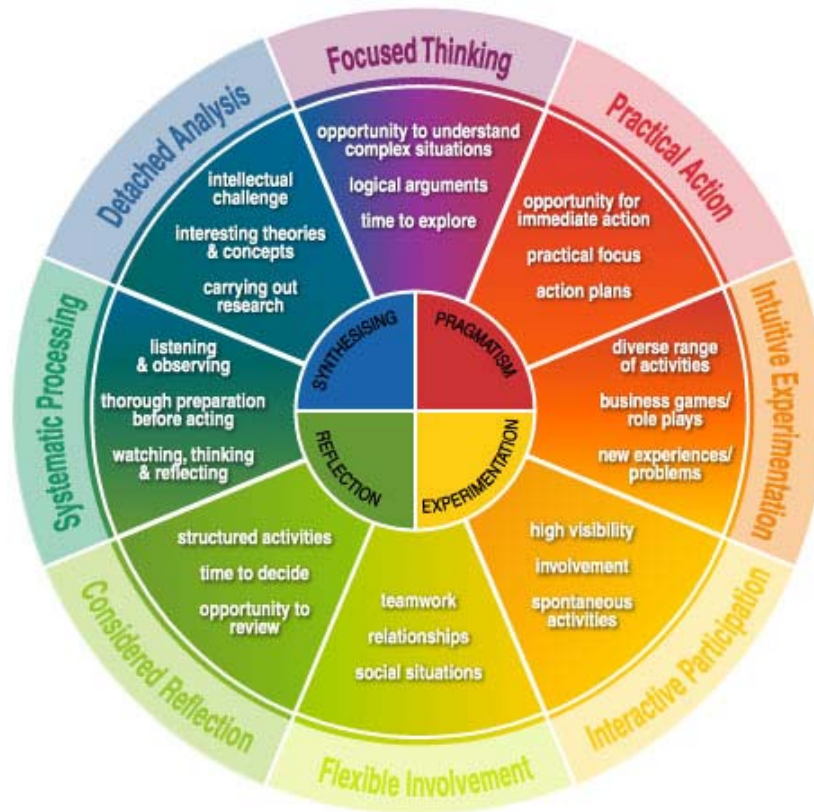 Focused Thinking
opportunity to understand
complex situations
logical arguments
time to explore
Practical Action
opportunity for
immediate action
practical focus
action plans
Intuitive Experimentation
diverse range
of activities
business games/
role plays
new experiences/
problems
Interactive Participation
high visibility
involvement
spontaneous
activities
Flexible Involvement
teamwork
relationships
social situations
Considered Reflection
structured activities
time to decide
opportunity to
review
Systematic Processing
listening
& observing
thorough preparation
before acting
watching, thinking
& reflecting
Detached Analysis
intellectual
challenge
interesting theories
& concepts
carrying out
research
SYNTHESISING
PRAGMATISM
EXPERIMENTATION
REFLECTION